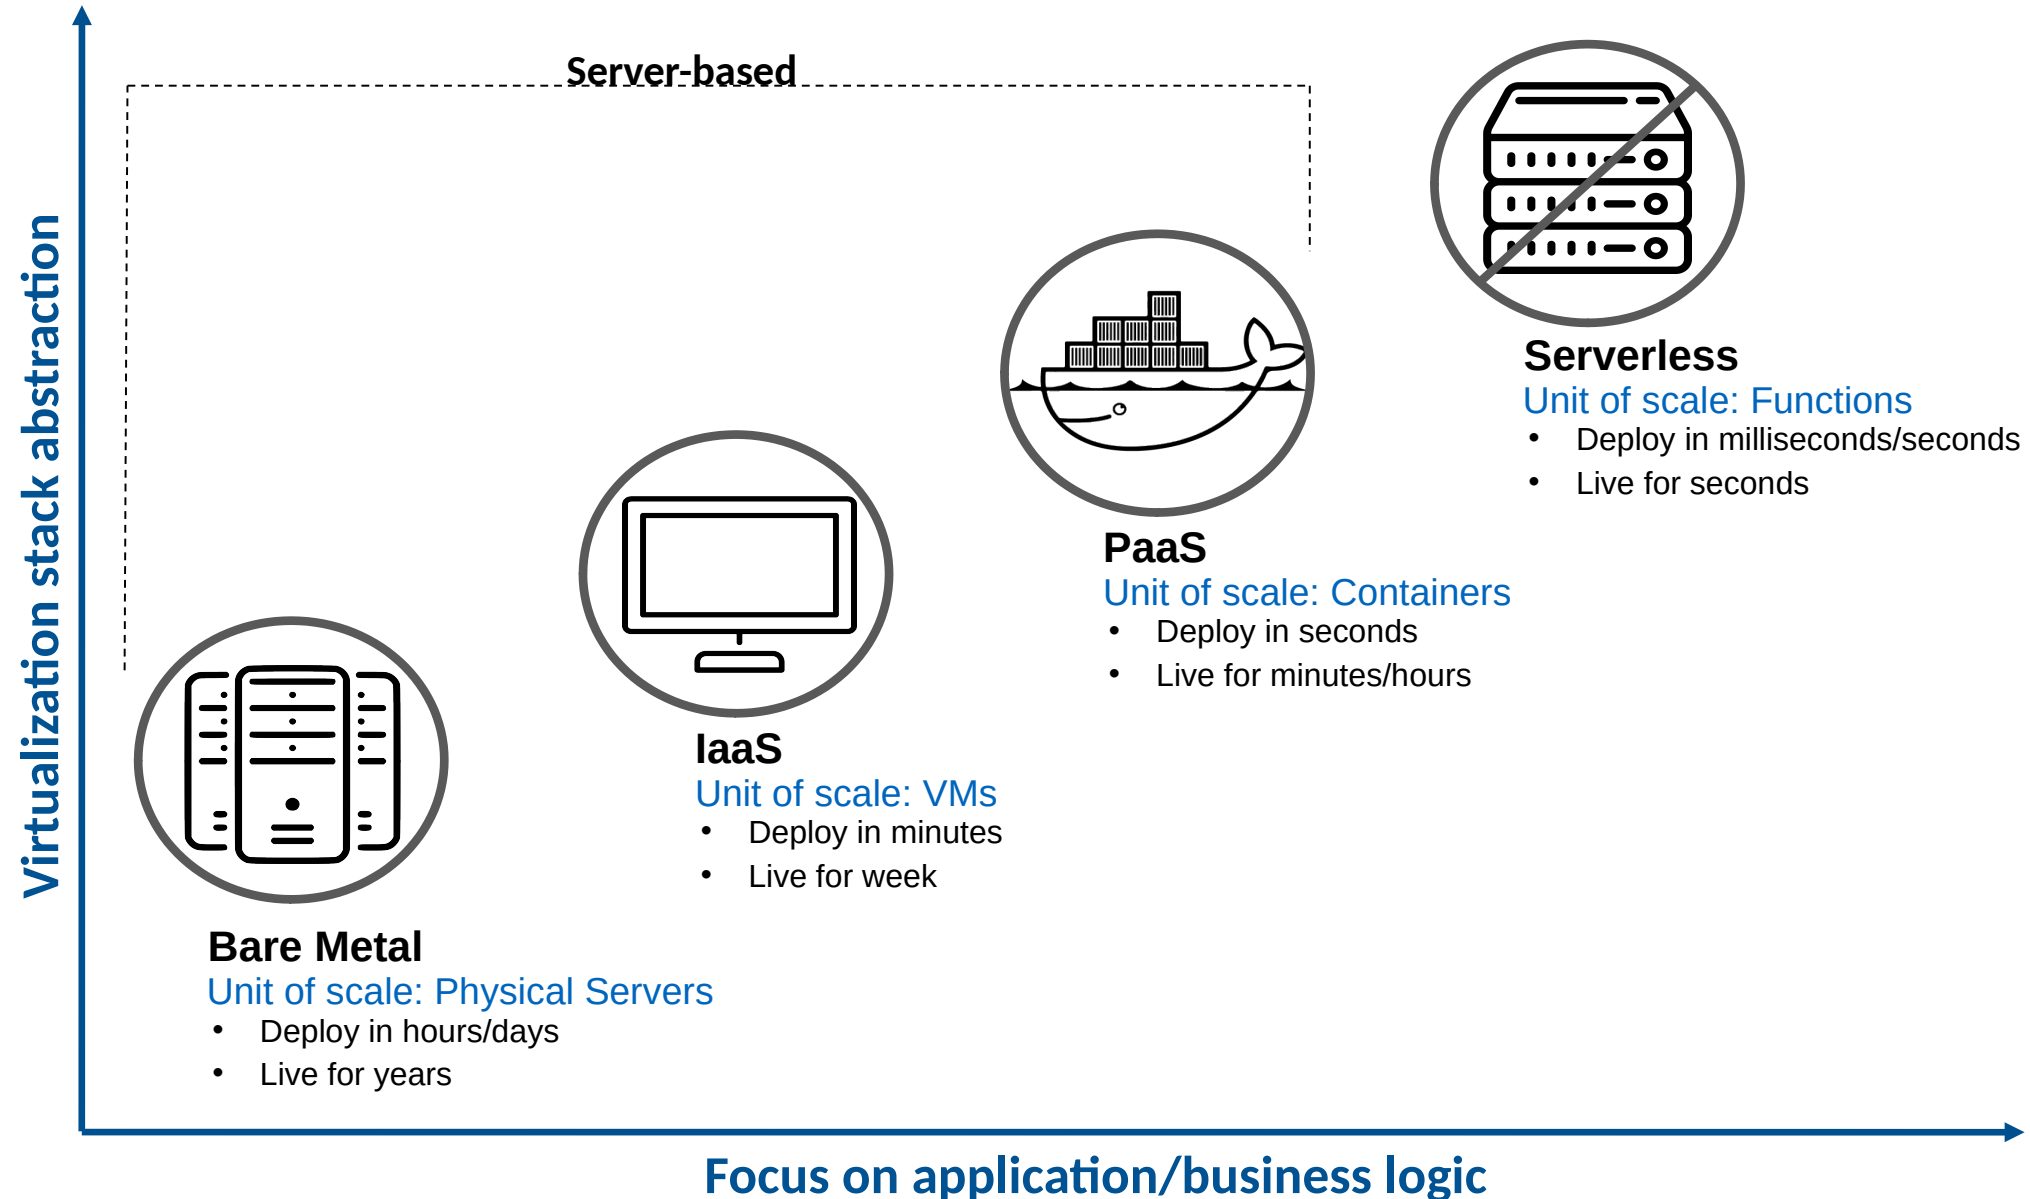 Server-based
Virtualization stack abstraction
Serverless
Unit of scale: Functions
• Deploy in milliseconds/seconds
• Live for seconds
PaaS
Unit of scale: Containers
• Deploy in seconds
• Live for minutes/hours
IaaS
Unit of scale: VMs
• Deploy in minutes
• Live for week
Bare Metal
Unit of scale: Physical Servers
• Deploy in hours/days
• Live for years
Focus on application/business logic